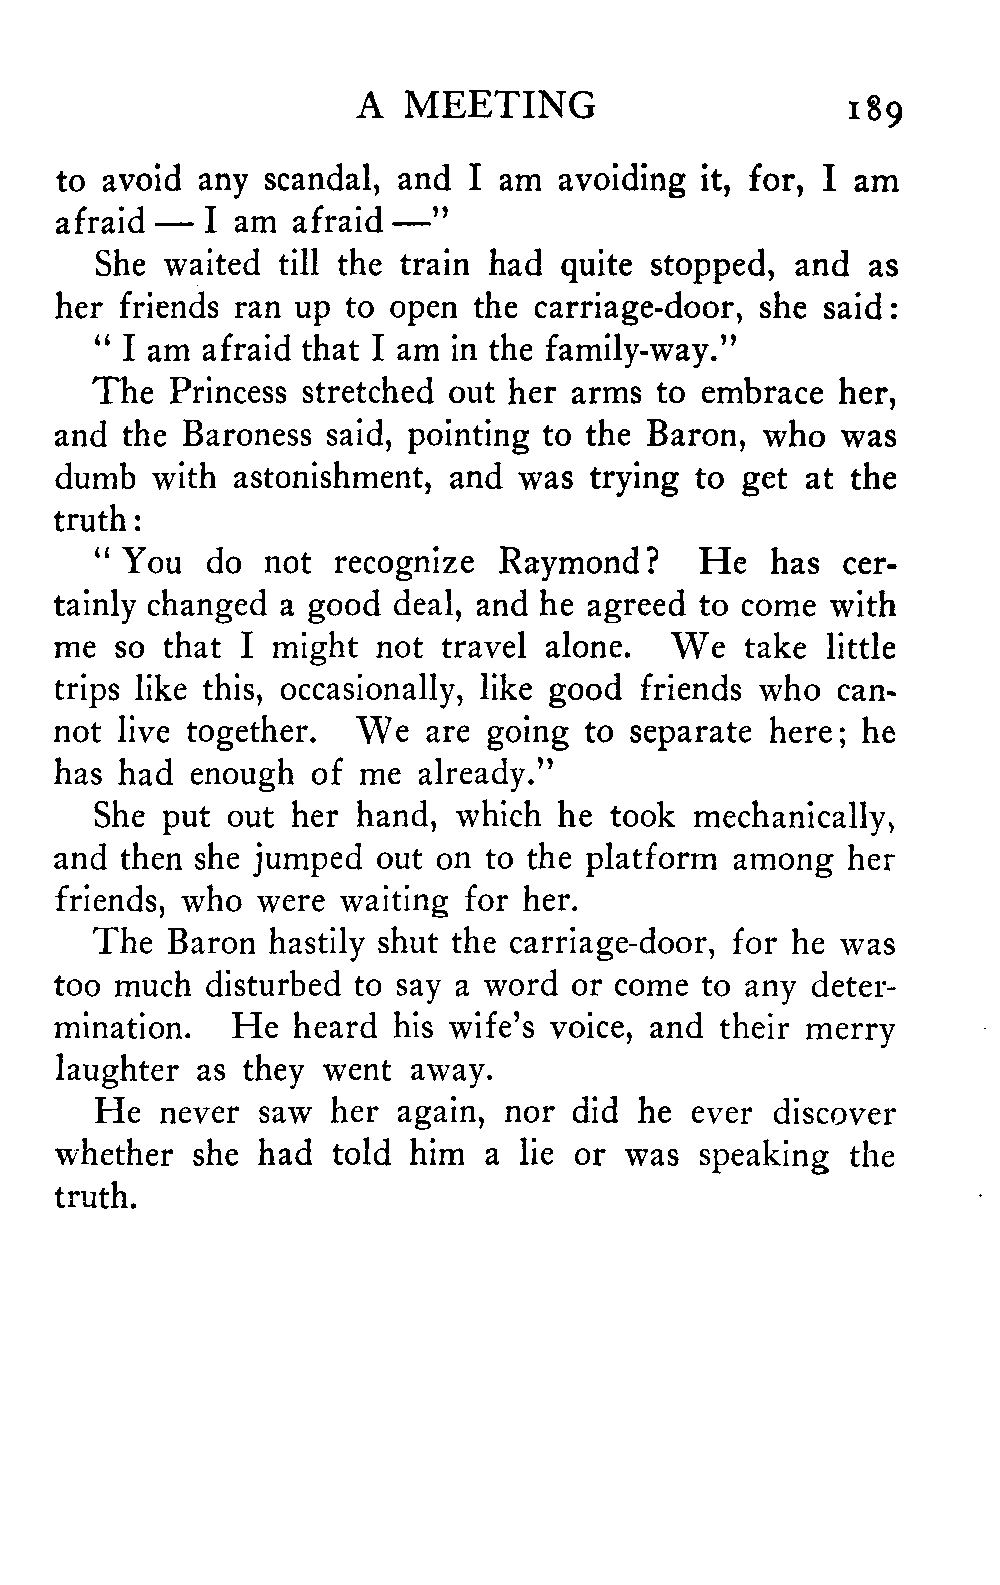 A MEETING 189
to avoid any scandal, and I am avoiding it, for, I am
afraid — I am afraid —"
She waited till the train had quite stopped, and as
her friends ran up to open the carriage-door, she said:
" I am afraid that I am in the family-way."
The Princess stretched out her arms to embrace her,
and the Baroness said, pointing to the Baron, who was
dumb with astonishment, and was trying to get at the
truth:
" You do not recognize Raymond? He has cer-
tainly changed a good deal, and he agreed to come with
me so that I might not travel alone. We take little
trips like this, occasionally, like good friends who can-
not live together. We are going to separate here; he
has had enough of me already."
She put out her hand, which he took mechanically,
and then she jumped out on to the platform among her
friends, who were waiting for her.
The Baron hastily shut the carriage-door, for he was
too much disturbed to say a word or come to any deter-
mination. He heard his wife's voice, and their merry
laughter as they went away.
He never saw her again, nor did he ever discover
whether she had told him a lie or was speaking the
truth.